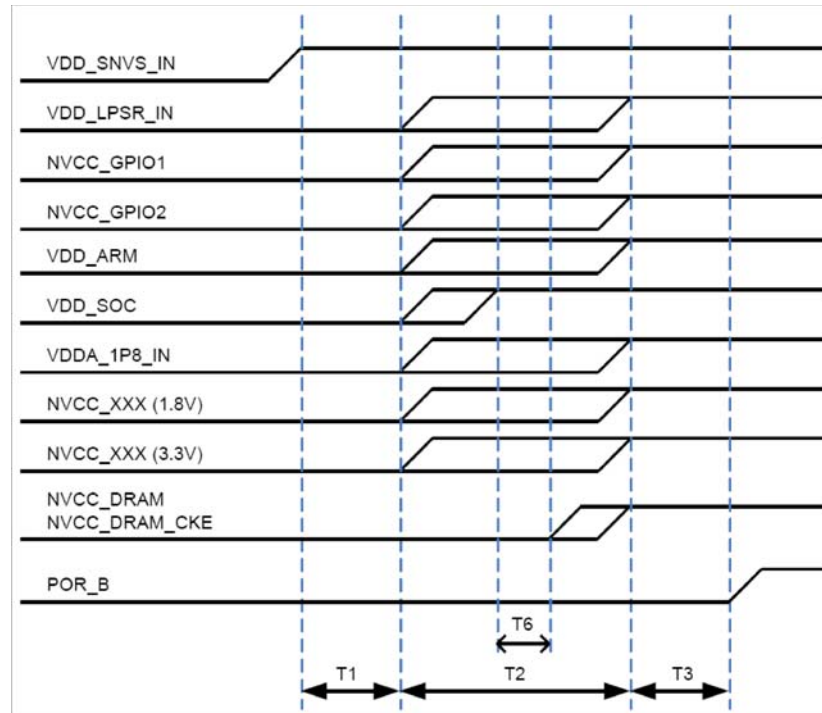 VDD_SNVS_IN
VDD_LPSR_IN
NVCC_GPIO1
NVCC_GPIO2
VDD_ARM
VDD_SOC
VDDA_1P8_IN
NVCC_XXX (1.8V)
NVCC_XXX (3.3V)
NVCC_DRAM
NVCC_DRAM_CKE
POR_B
T6
T1 T2 T3